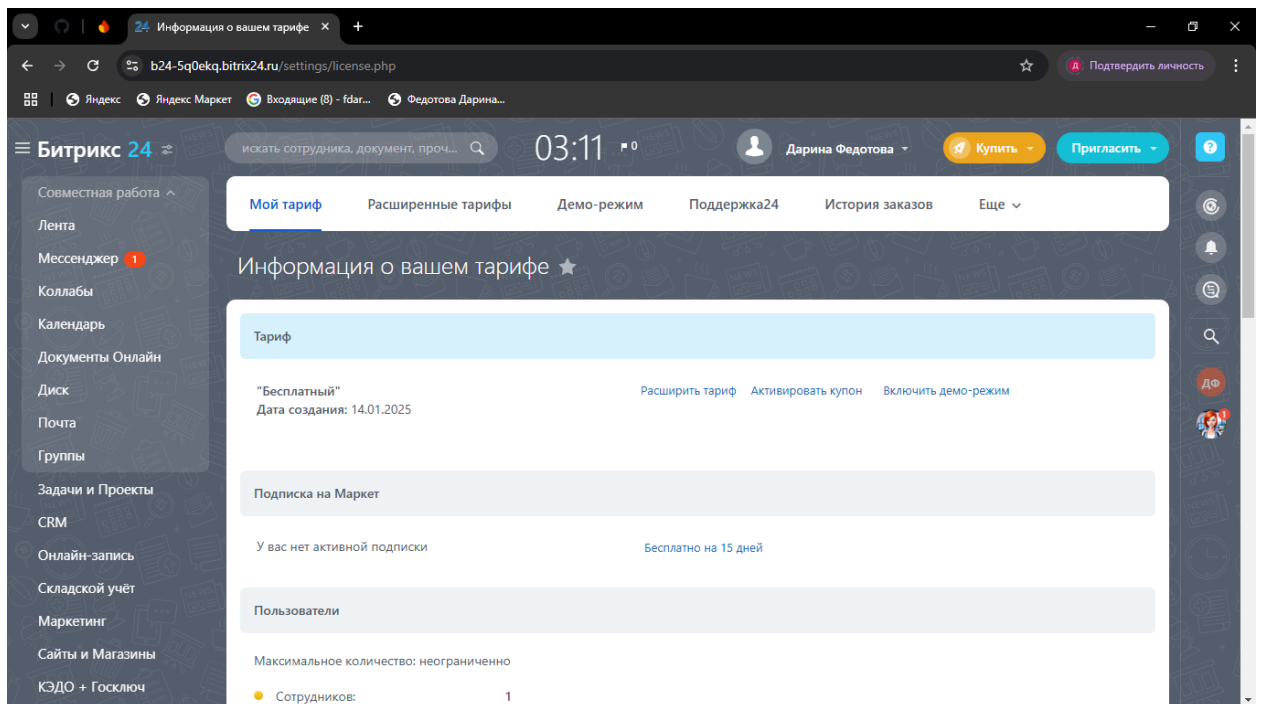 24 Информация о вашем тарифе
b24-5q0ekq.bitrix24.ru/settings/license.php
Д Подтвердить личность
Яндекс Яндекс Маркет Входящие (8) - fdar... Федотова Дарина...
Битрикс 24 искать сотрудника, документ, проч... 03:11 0 Дарина Федотова Купить Пригласить ?
Совместная работа
Лента
Мессенджер 1
Коллабы
Календарь
Документы Онлайн
Диск
Почта
Группы
Задачи и Проекты
CRM
Онлайн-запись
Складской учёт
Маркетинг
Сайты и Магазины
КЭДО + Госключ
Мой тариф Расширенные тарифы Демо-режим Поддержка24 История заказов Еще
Информация о вашем тарифе
Тариф
"Бесплатный" Расширить тариф Активировать купон Включить демо-режим
Дата создания: 14.01.2025
Подписка на Маркет
У вас нет активной подписки Бесплатно на 15 дней
Пользователи
Максимальное количество: неограниченно
Сотрудников: 1
ДФ
1